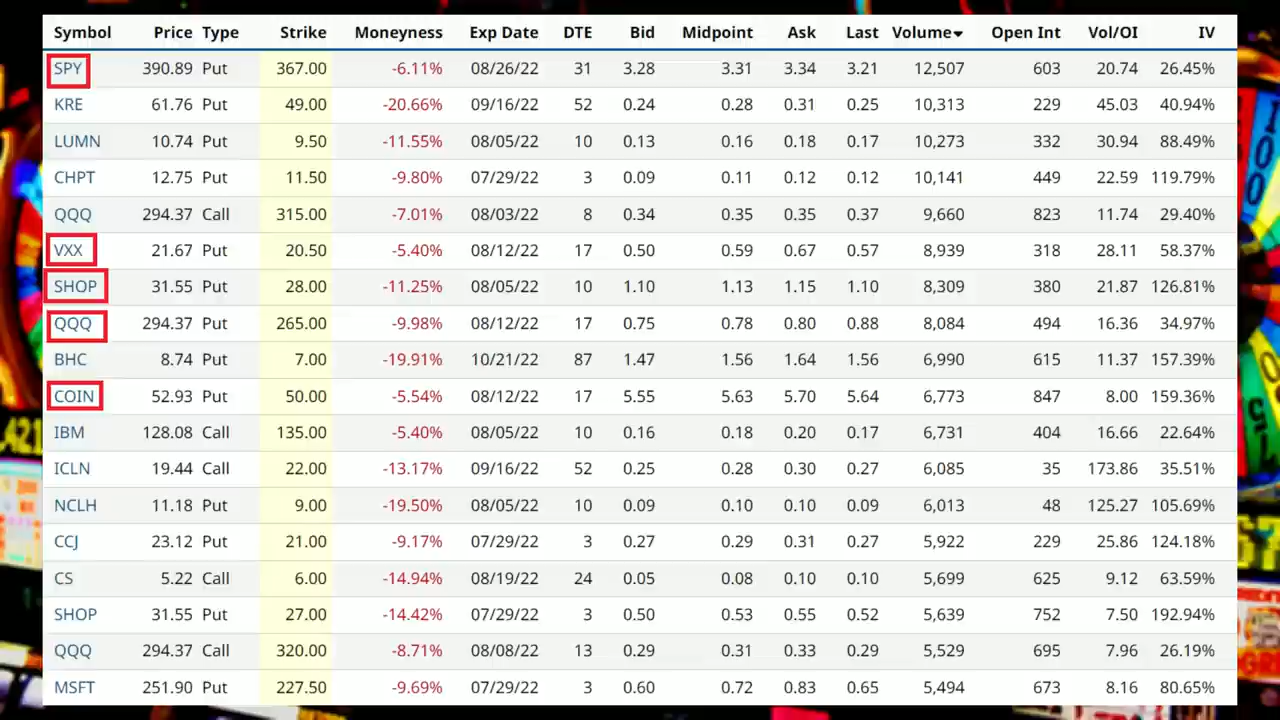 Symbol Price Type Strike Moneyness Exp Date DTE Bid Midpoint Ask Last Volume Open Int Vol/OI IV
SPY 390.89 Put 367.00 -6.11% 08/26/22 31 3.28 3.31 3.34 3.21 12,507 603 20.74 26.45%
KRE 61.76 Put 49.00 -20.66% 09/16/22 52 0.24 0.28 0.31 0.25 10,313 229 45.03 40.94%
LUMN 10.74 Put 9.50 -11.55% 08/05/22 10 0.13 0.16 0.18 0.17 10,273 332 30.94 88.49%
CHPT 12.75 Put 11.50 -9.80% 07/29/22 3 0.09 0.11 0.12 0.12 10,141 449 22.59 119.79%
QQQ 294.37 Call 315.00 -7.01% 08/03/22 8 0.34 0.35 0.35 0.37 9,660 823 11.74 29.40%
VXX 21.67 Put 20.50 -5.40% 08/12/22 17 0.50 0.59 0.67 0.57 8,939 318 28.11 58.37%
SHOP 31.55 Put 28.00 -11.25% 08/05/22 10 1.10 1.13 1.15 1.10 8,309 380 21.87 126.81%
QQQ 294.37 Put 265.00 -9.98% 08/12/22 17 0.75 0.78 0.80 0.88 8,084 494 16.36 34.97%
BHC 8.74 Put 7.00 -19.91% 10/21/22 87 1.47 1.56 1.64 1.56 6,990 615 11.37 157.39%
COIN 52.93 Put 50.00 -5.54% 08/12/22 17 5.55 5.63 5.70 5.64 6,773 847 8.00 159.36%
IBM 128.08 Call 135.00 -5.40% 08/05/22 10 0.16 0.18 0.20 0.17 6,731 404 16.66 22.64%
ICLN 19.44 Call 22.00 -13.17% 09/16/22 52 0.25 0.28 0.30 0.27 6,085 35 173.86 35.51%
NCLH 11.18 Put 9.00 -19.50% 08/05/22 10 0.09 0.10 0.10 0.09 6,013 48 125.27 105.69%
CCJ 23.12 Put 21.00 -9.17% 07/29/22 3 0.27 0.29 0.31 0.27 5,922 229 25.86 124.18%
CS 5.22 Call 6.00 -14.94% 08/19/22 24 0.05 0.08 0.10 0.10 5,699 625 9.12 63.59%
SHOP 31.55 Put 27.00 -14.42% 07/29/22 3 0.50 0.53 0.55 0.52 5,639 752 7.50 192.94%
QQQ 294.37 Call 320.00 -8.71% 08/08/22 13 0.29 0.31 0.33 0.29 5,529 695 7.96 26.19%
MSFT 251.90 Put 227.50 -9.69% 07/29/22 3 0.60 0.72 0.83 0.65 5,494 673 8.16 80.65%